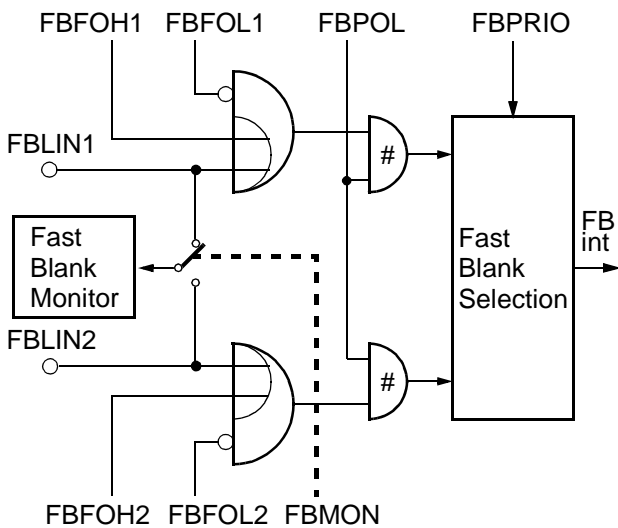 FBFOH1 FBFOL1 FBPOL FBPRIO
FBLIN1
#
Fast
Blank
Monitor
Fast
Blank
Selection
FB
int
FBLIN2
#
FBFOH2 FBFOL2 FBMON